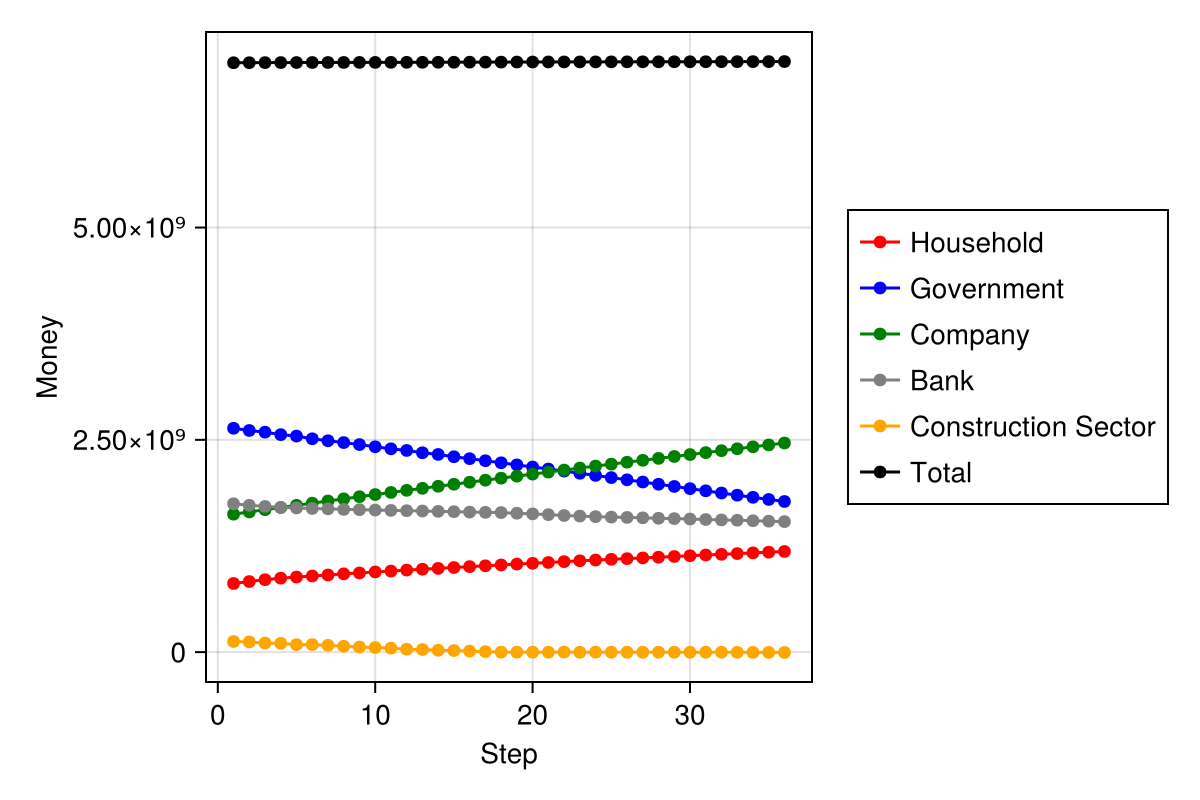 Money
5.00×10⁹
2.50×10⁹
0
0 10 20 30
Step
Household
Government
Company
Bank
Construction Sector
Total